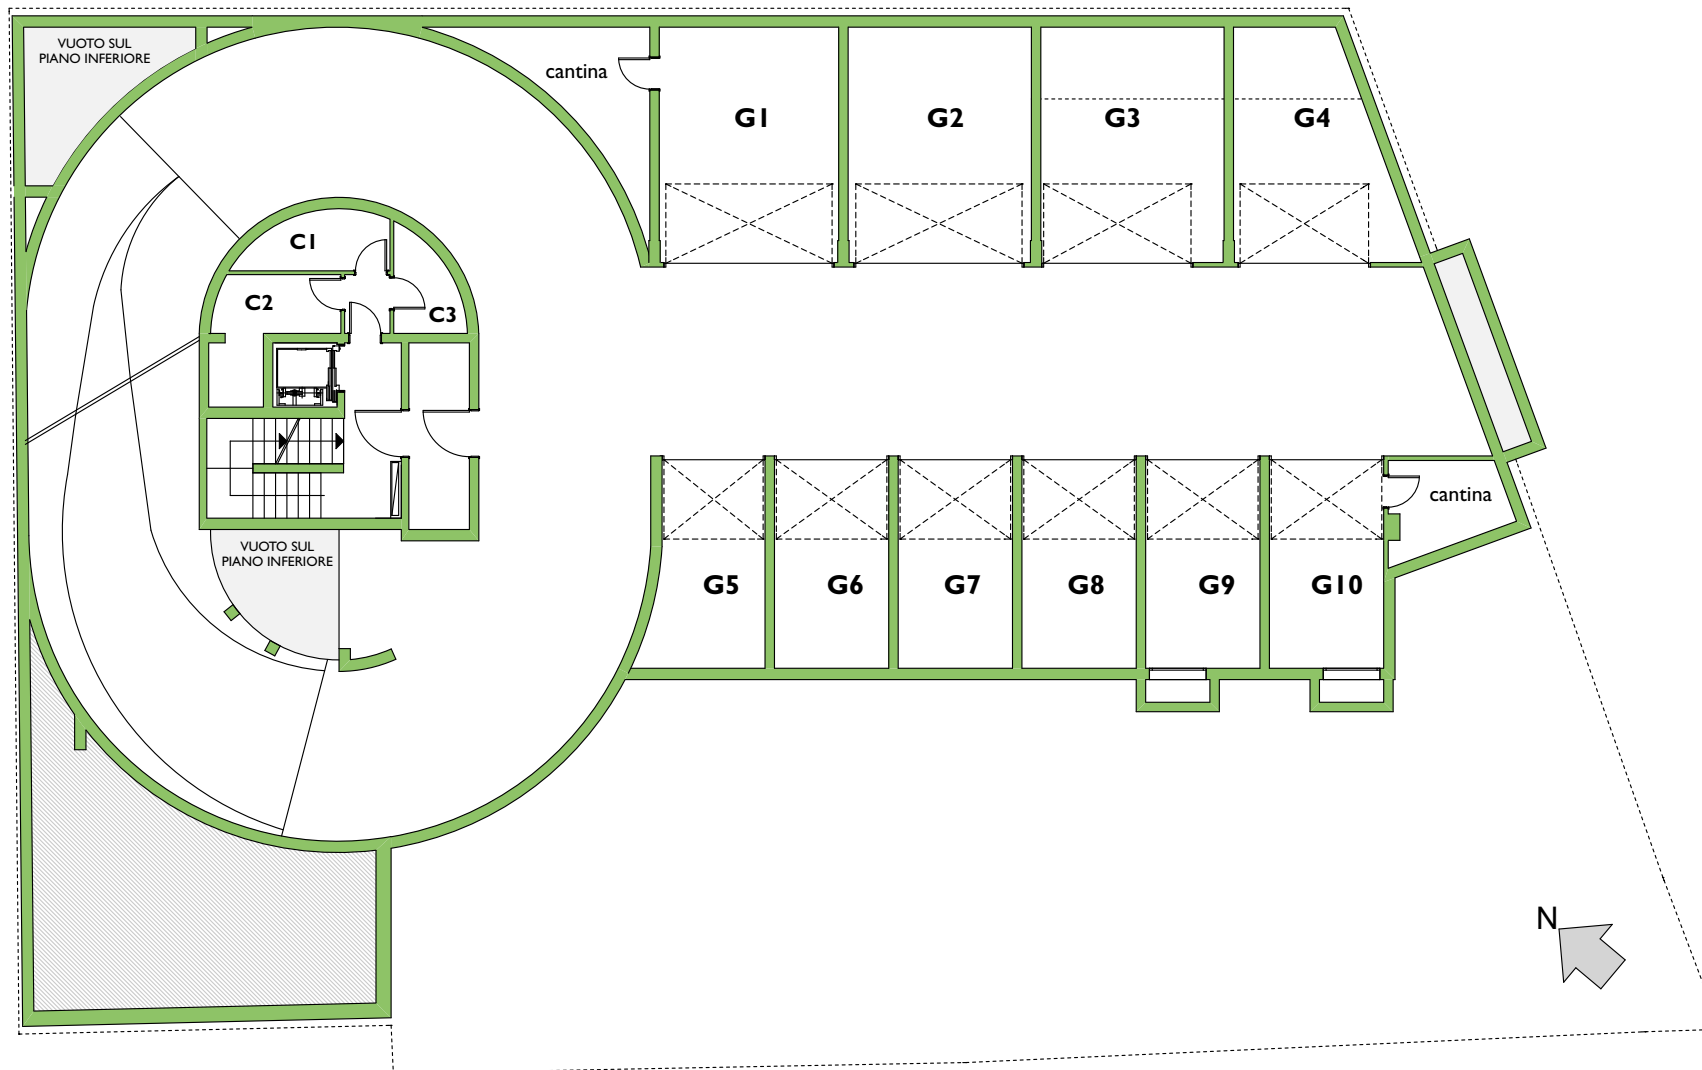 VUOTO SUL
PIANO INFERIORE
cantina
G1
G2
G3
G4
C1
C2
C3
cantina
VUOTO SUL
PIANO INFERIORE
G5
G6
G7
G8
G9
G10
N